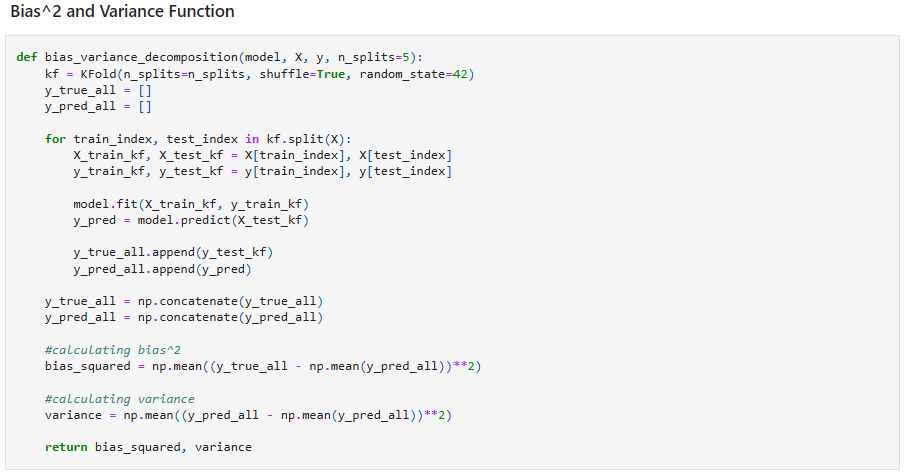 Bias^2 and Variance Function
def bias_variance_decomposition(model, X, y, n_splits=5):
    kf = KFold(n_splits=n_splits, shuffle=True, random_state=42)
    y_true_all = []
    y_pred_all = []
    for train_index, test_index in kf.split(X):
        X_train_kf, X_test_kf = X[train_index], X[test_index]
        y_train_kf, y_test_kf = y[train_index], y[test_index]
        model.fit(X_train_kf, y_train_kf)
        y_pred = model.predict(X_test_kf)
        y_true_all.append(y_test_kf)
        y_pred_all.append(y_pred)
    y_true_all = np.concatenate(y_true_all)
    y_pred_all = np.concatenate(y_pred_all)
    #calculating bias^2
    bias_squared = np.mean((y_true_all - np.mean(y_pred_all))**2)
    #calculating variance
    variance = np.mean((y_pred_all - np.mean(y_pred_all))**2)
    return bias_squared, variance